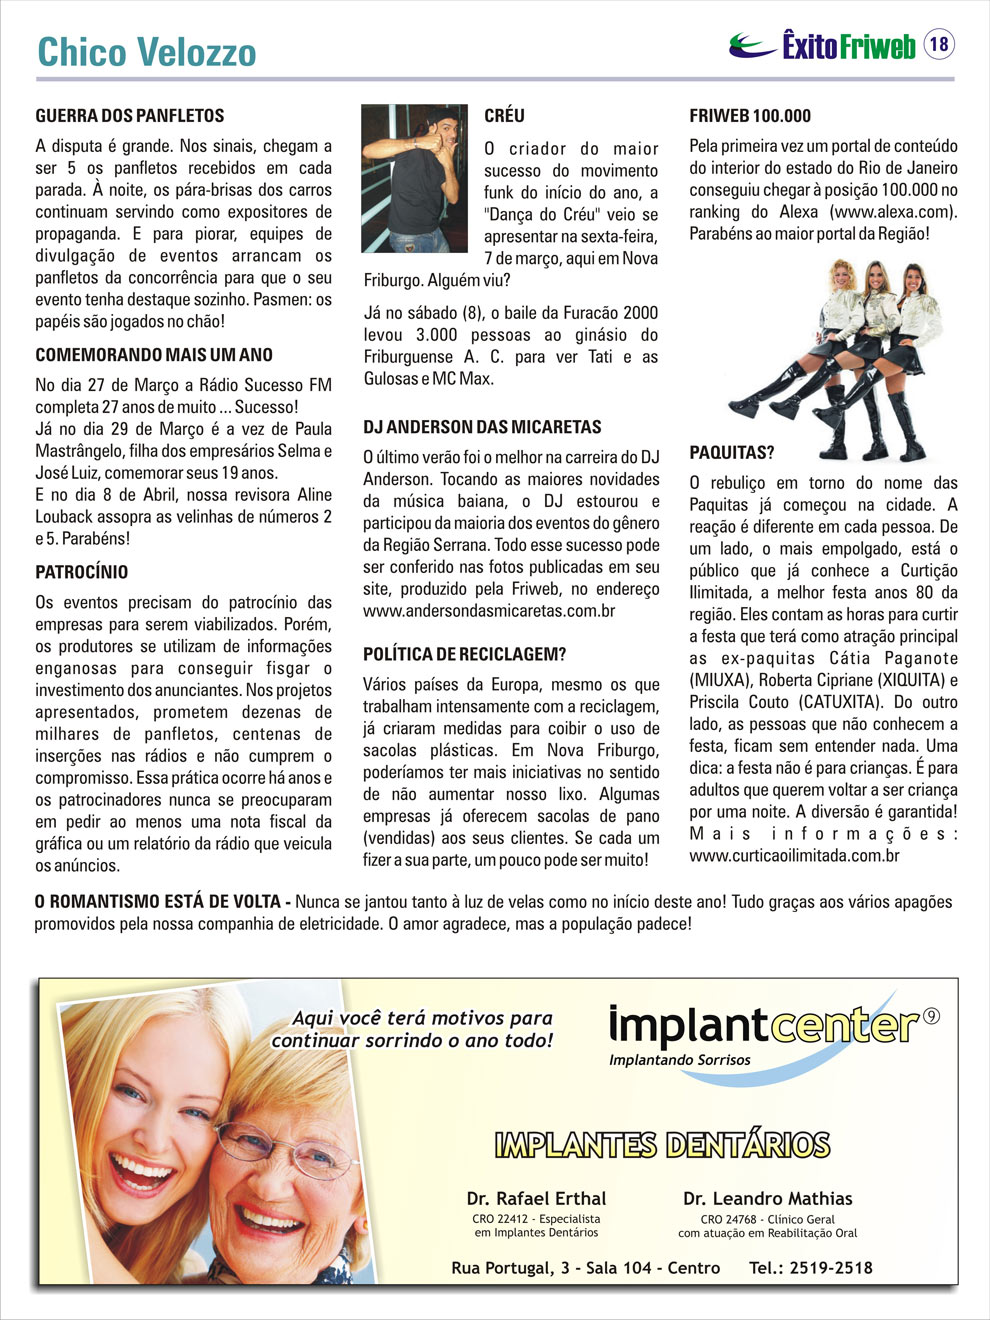 Chico Velozzo
ÊxitoFriweb 18
GUERRA DOS PANFLETOS
A disputa é grande. Nos sinais, chegam a
ser 5 os panfletos recebidos em cada
parada. À noite, os pára-brisas dos carros
continuam servindo como expositores de
propaganda. E para piorar, equipes de
divulgação de eventos arrancam os
panfletos da concorrência para que o seu
evento tenha destaque sozinho. Pasmen: os
papéis são jogados no chão!
COMEMORANDO MAIS UM ANO
No dia 27 de Março a Rádio Sucesso FM
completa 27 anos de muito ... Sucesso!
Já no dia 29 de Março é a vez de Paula
Mastrângelo, filha dos empresários Selma e
José Luiz, comemorar seus 19 anos.
E no dia 8 de Abril, nossa revisora Aline
Louback assopra as velinhas de números 2
e 5. Parabéns!
PATROCÍNIO
Os eventos precisam do patrocínio das
empresas para serem viabilizados. Porém,
os produtores se utilizam de informações
enganosas para conseguir fisgar o
investimento dos anunciantes. Nos projetos
apresentados, prometem dezenas de
milhares de panfletos, centenas de
inserções nas rádios e não cumprem o
compromisso. Essa prática ocorre há anos e
os patrocinadores nunca se preocuparam
em pedir ao menos uma nota fiscal da
gráfica ou um relatório da rádio que veicula
os anúncios.
CRÉU
O criador do maior
sucesso do movimento
funk do início do ano, a
"Dança do Créu" veio se
apresentar na sexta-feira,
7 de março, aqui em Nova
Friburgo. Alguém viu?
Já no sábado (8), o baile da Furacão 2000
levou 3.000 pessoas ao ginásio do
Friburguense A. C. para ver Tati e as
Gulosas e MC Max.
DJ ANDERSON DAS MICARETAS
O último verão foi o melhor na carreira do DJ
Anderson. Tocando as maiores novidades
da música baiana, o DJ estourou e
participou da maioria dos eventos do gênero
da Região Serrana. Todo esse sucesso pode
ser conferido nas fotos publicadas em seu
site, produzido pela Friweb, no endereço
www.andersondasmicaretas.com.br
POLÍTICA DE RECICLAGEM?
Vários países da Europa, mesmo os que
trabalham intensamente com a reciclagem,
já criaram medidas para coibir o uso de
sacolas plásticas. Em Nova Friburgo,
poderíamos ter mais iniciativas no sentido
de não aumentar nosso lixo. Algumas
empresas já oferecem sacolas de pano
(vendidas) aos seus clientes. Se cada um
fizer a sua parte, um pouco pode ser muito!
FRIWEB 100.000
Pela primeira vez um portal de conteúdo
do interior do estado do Rio de Janeiro
conseguiu chegar à posição 100.000 no
ranking do Alexa (www.alexa.com).
Parabéns ao maior portal da Região!
PAQUITAS?
O rebuliço em torno do nome das
Paquitas já começou na cidade. A
reação é diferente em cada pessoa. De
um lado, o mais empolgado, está o
público que já conhece a Curtição
Ilimitada, a melhor festa anos 80 da
região. Eles contam as horas para curtir
a festa que terá como atração principal
as ex-paquitas Cátia Paganote
(MIUXA), Roberta Cipriane (XIQUITA) e
Priscila Couto (CATUXITA). Do outro
lado, as pessoas que não conhecem a
festa, ficam sem entender nada. Uma
dica: a festa não é para crianças. É para
adultos que querem voltar a ser criança
por uma noite. A diversão é garantida!
Mais informações:
www.curticaoilimitada.com.br
O ROMANTISMO ESTÁ DE VOLTA - Nunca se jantou tanto à luz de velas como no início deste ano! Tudo graças aos vários apagões
promovidos pela nossa companhia de eletricidade. O amor agradece, mas a população padece!
Aqui você terá motivos para
continuar sorrindo o ano todo!
implantcenter 9
Implantando Sorrisos
IMPLANTES DENTÁRIOS
Dr. Rafael Erthal
CRO 22412 - Especialista
em Implantes Dentários
Dr. Leandro Mathias
CRO 24768 - Clínico Geral
com atuação em Reabilitação Oral
Rua Portugal, 3 - Sala 104 - Centro Tel.: 2519-2518